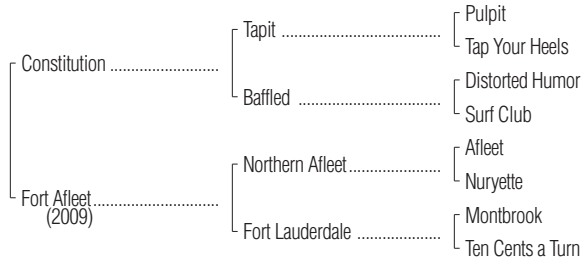 Pulpit
Tapit
Tap Your Heels
Constitution
Distorted Humor
Baffled
Surf Club
Afleet
Northern Afleet
Nuryette
Fort Afleet
(2009)
Montbrook
Fort Lauderdale
Ten Cents a Turn